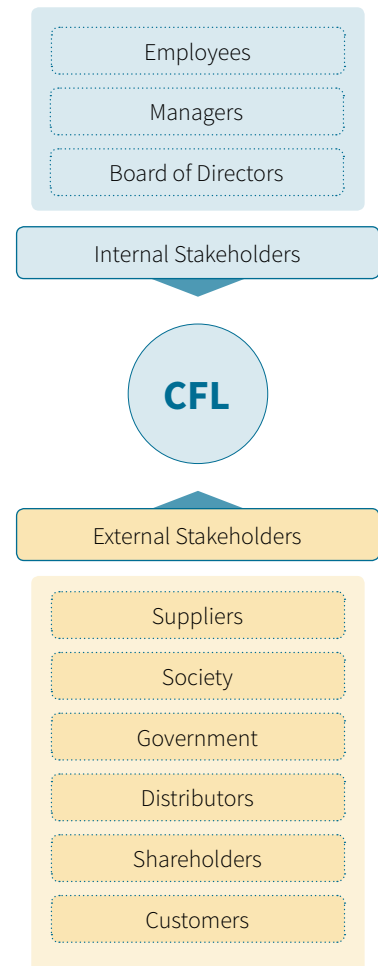 Employees
Managers
Board of Directors
Internal Stakeholders
CFL
External Stakeholders
Suppliers
Society
Government
Distributors
Shareholders
Customers